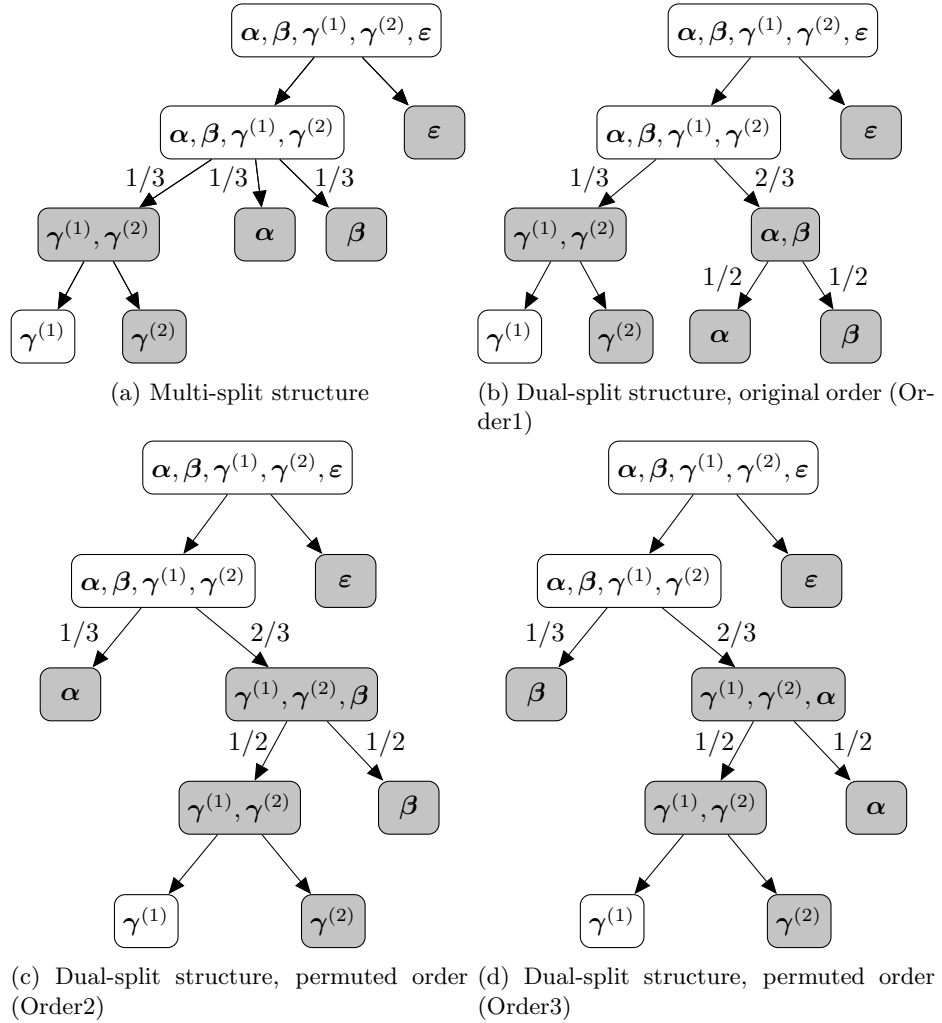 α, β, γ⁽¹⁾, γ⁽²⁾, ε
α, β, γ⁽¹⁾, γ⁽²⁾
ε
1/3
1/3
1/3
γ⁽¹⁾, γ⁽²⁾
α
β
γ⁽¹⁾
γ⁽²⁾
(a) Multi-split structure
α, β, γ⁽¹⁾, γ⁽²⁾, ε
α, β, γ⁽¹⁾, γ⁽²⁾
ε
1/3
2/3
γ⁽¹⁾, γ⁽²⁾
α, β
1/2
1/2
γ⁽¹⁾
γ⁽²⁾
α
β
(b) Dual-split structure, original order (Or-
der1)
α, β, γ⁽¹⁾, γ⁽²⁾, ε
α, β, γ⁽¹⁾, γ⁽²⁾
ε
1/3
2/3
α
γ⁽¹⁾, γ⁽²⁾, β
1/2
1/2
γ⁽¹⁾, γ⁽²⁾
β
γ⁽¹⁾
γ⁽²⁾
(c) Dual-split structure, permuted order
(Order2)
α, β, γ⁽¹⁾, γ⁽²⁾, ε
α, β, γ⁽¹⁾, γ⁽²⁾
ε
1/3
2/3
β
γ⁽¹⁾, γ⁽²⁾, α
1/2
1/2
γ⁽¹⁾, γ⁽²⁾
α
γ⁽¹⁾
γ⁽²⁾
(d) Dual-split structure, permuted order
(Order3)